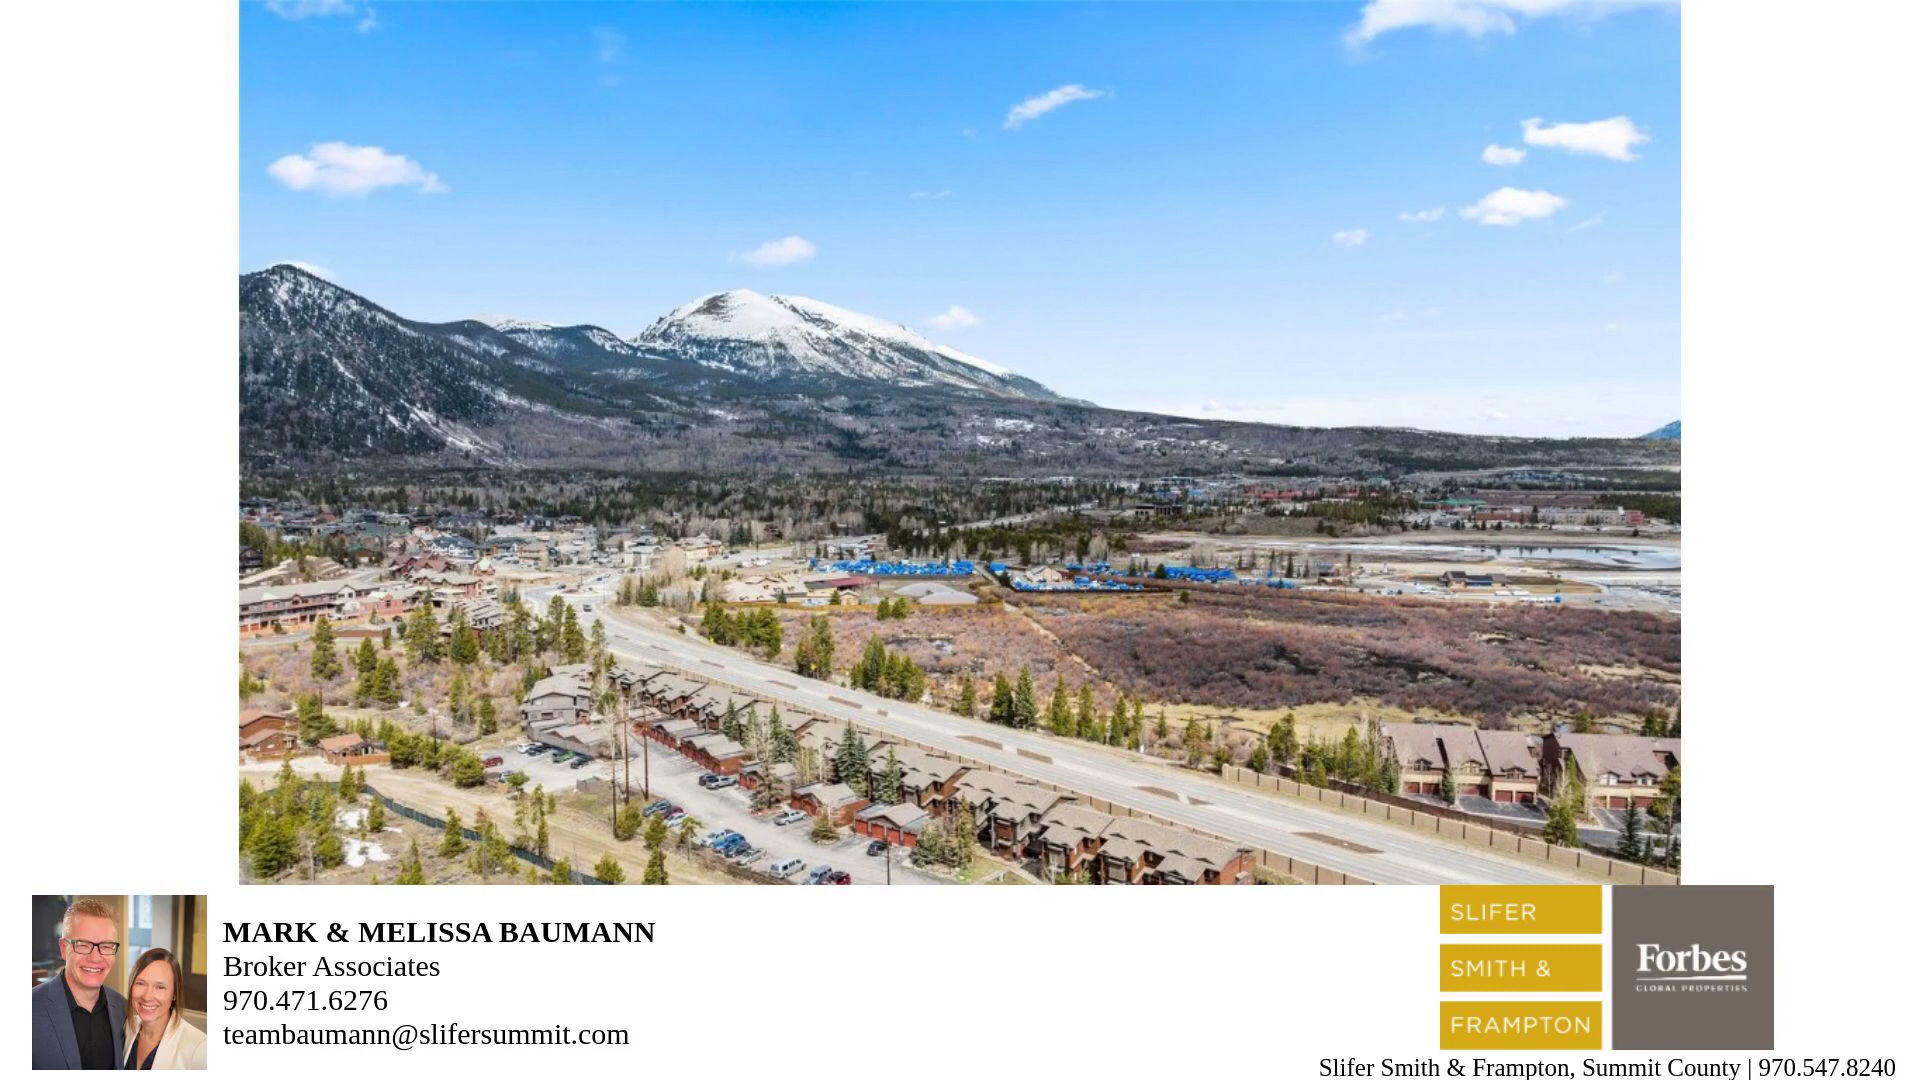 MARK & MELISSA BAUMANN
Broker Associates
970.471.6276
teambaumann@slifersummit.com
SLIFER
SMITH &
FRAMPTON
Forbes
GLOBAL PROPERTIES
Slifer Smith & Frampton, Summit County | 970.547.8240